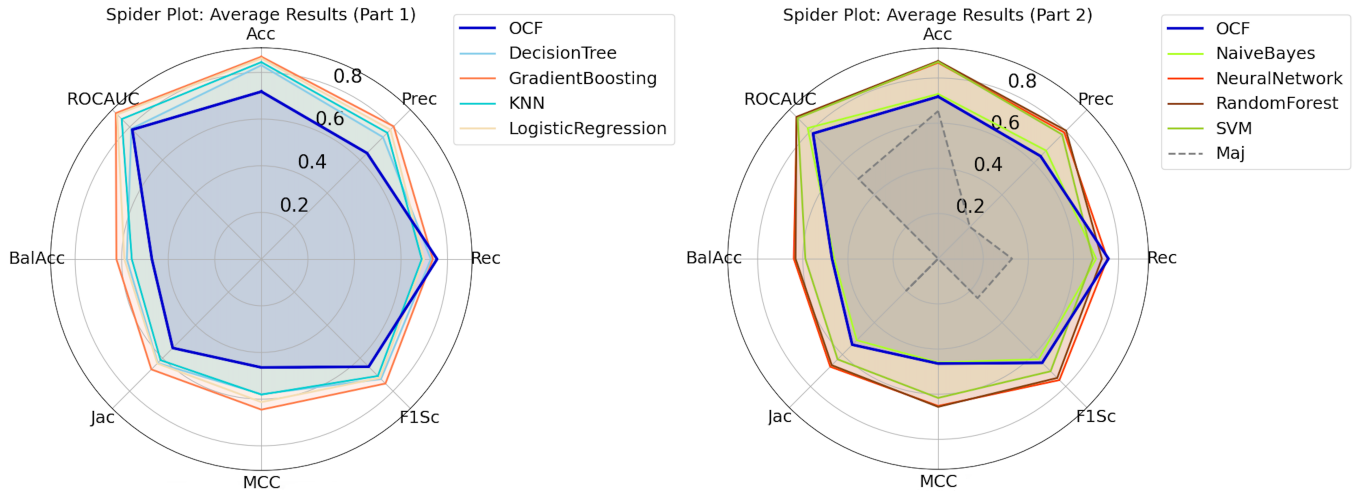 Spider Plot: Average Results (Part 1)
Acc
Prec
Rec
F1Sc
MCC
Jac
BalAcc
ROCAUC
0.2
0.4
0.6
0.8
OCF
DecisionTree
GradientBoosting
KNN
LogisticRegression
Spider Plot: Average Results (Part 2)
Acc
Prec
Rec
F1Sc
MCC
Jac
BalAcc
ROCAUC
0.2
0.4
0.6
0.8
OCF
NaiveBayes
NeuralNetwork
RandomForest
SVM
Maj